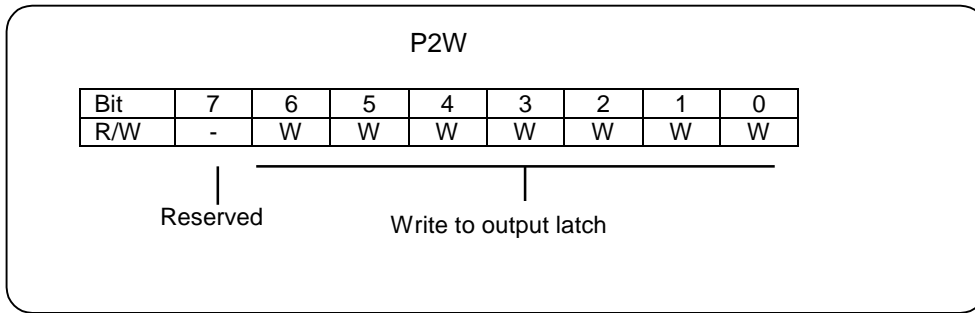 P2W
Bit 7 6 5 4 3 2 1 0
R/W - W W W W W W W
Reserved
Write to output latch